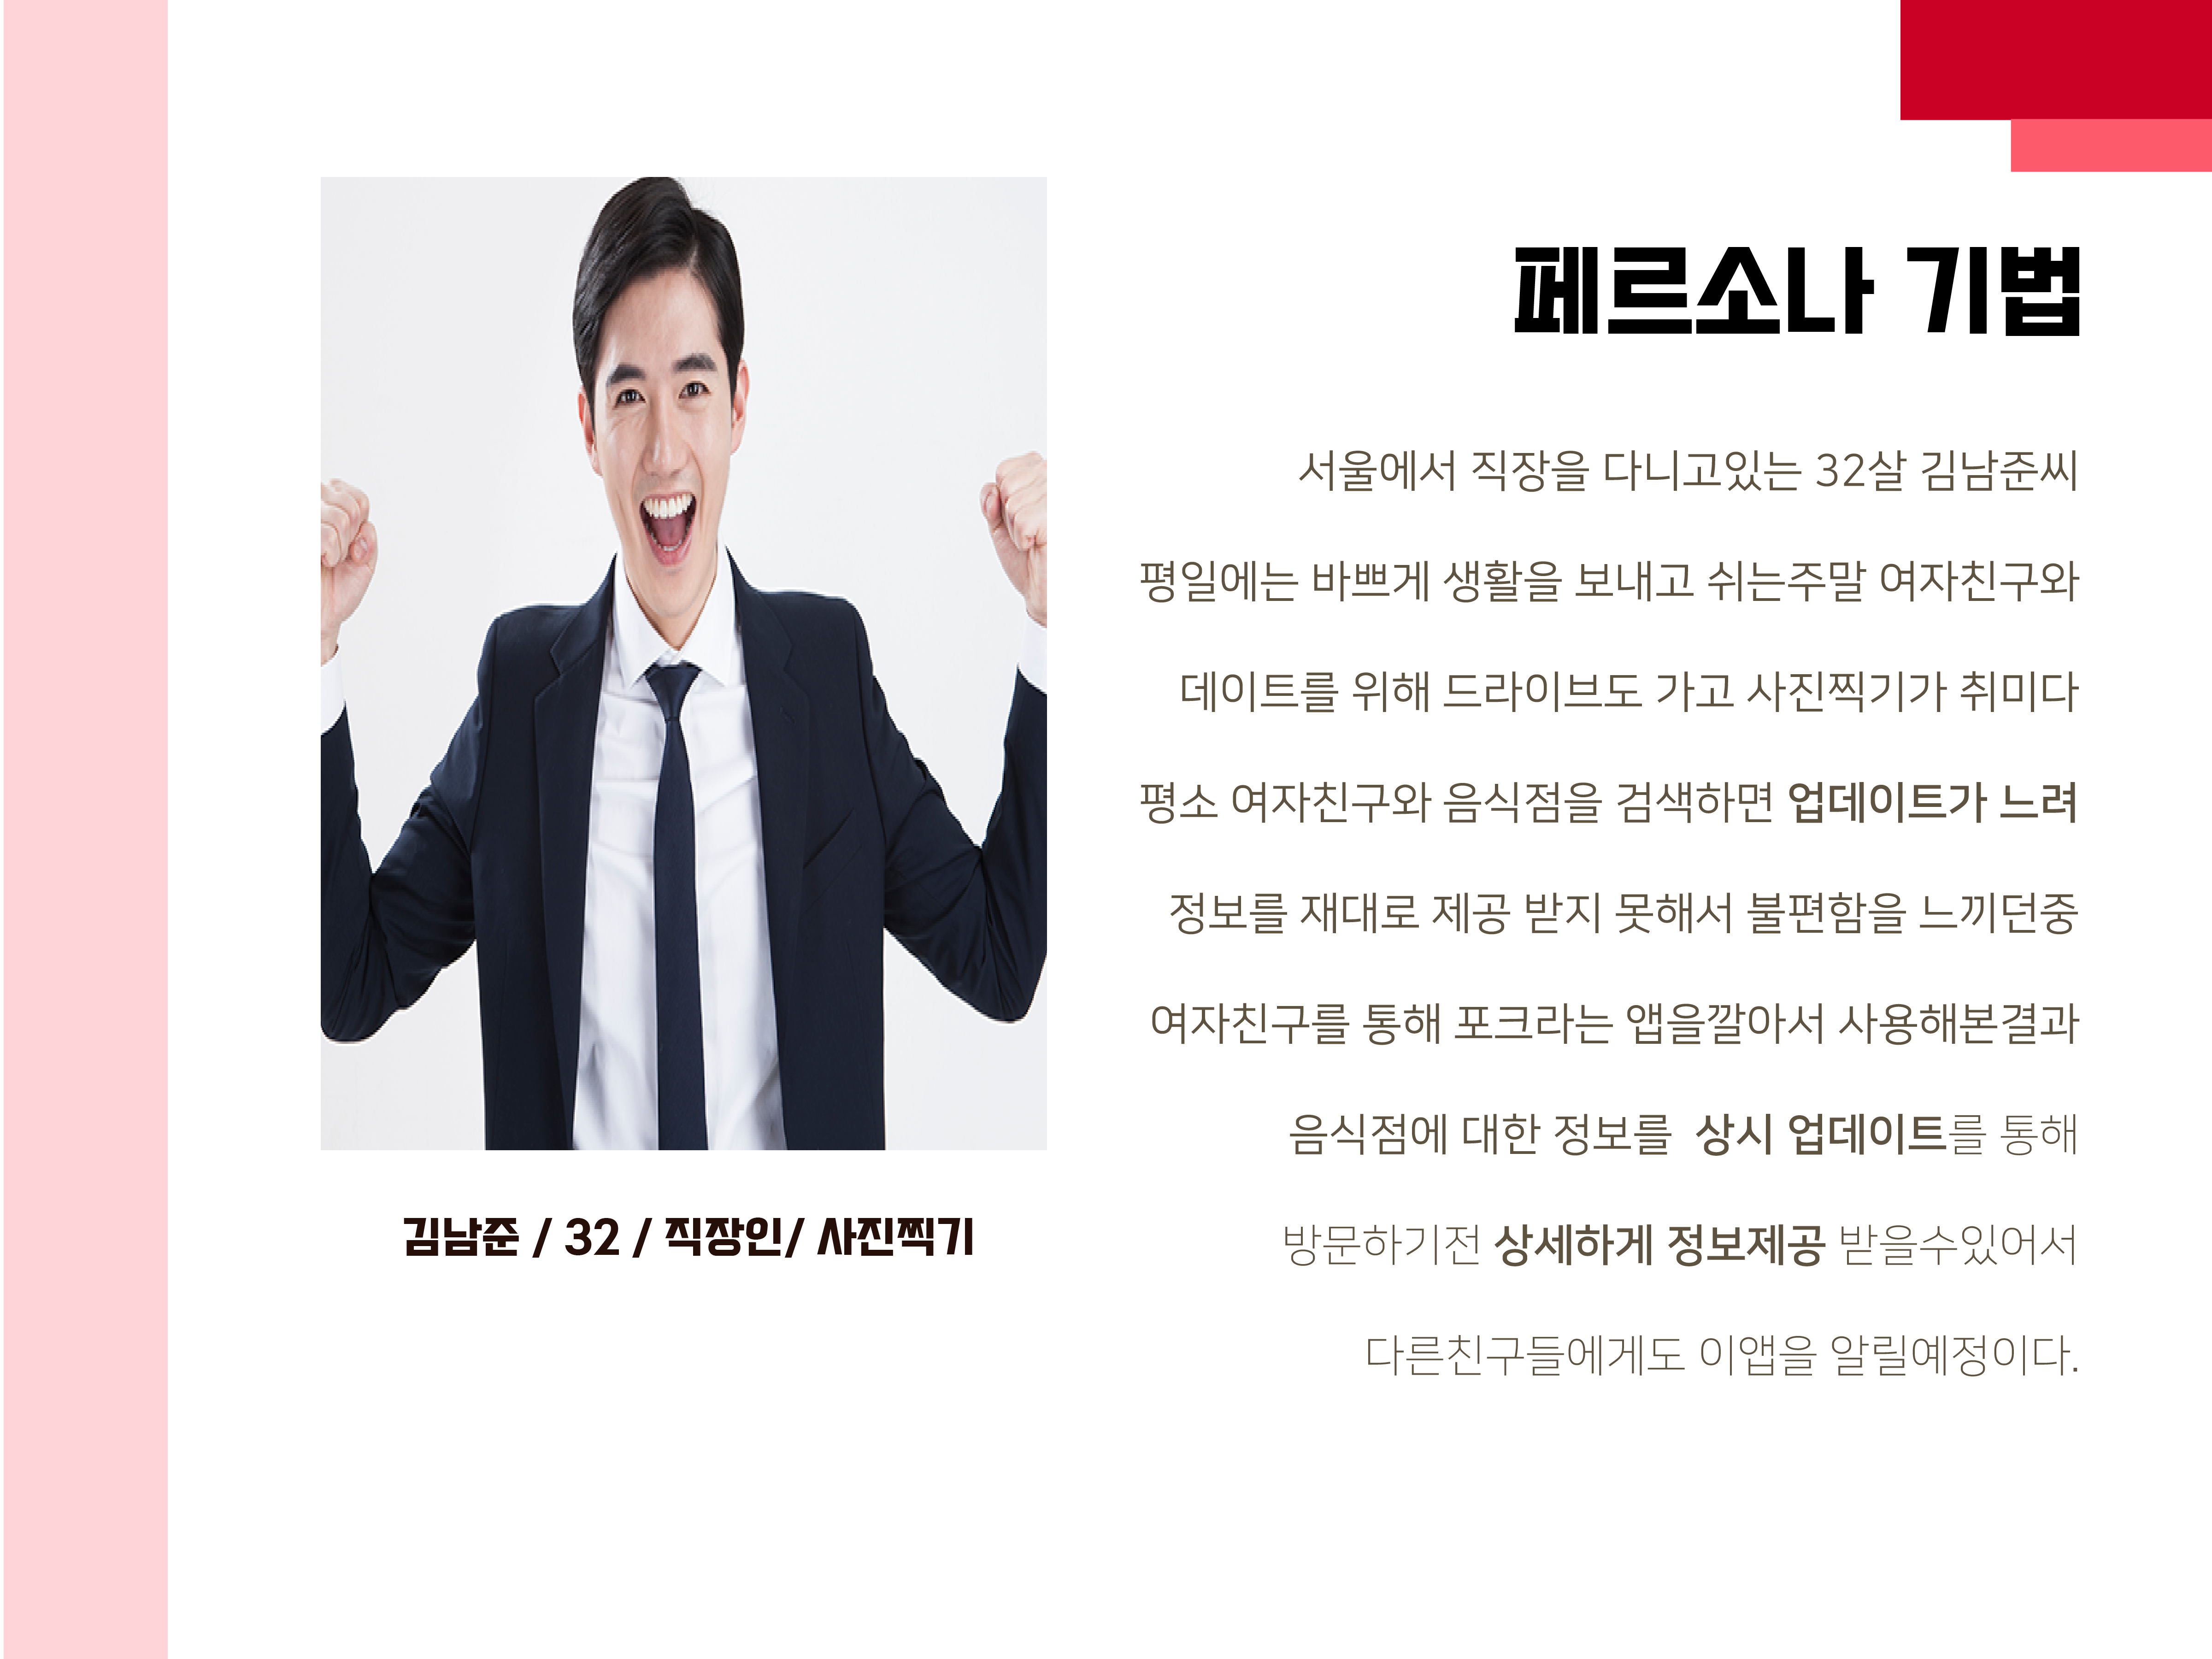 페르소나 기법
서울에서 직장을 다니고있는 32살 김남준씨
평일에는 바쁘게 생활을 보내고 쉬는주말 여자친구와
데이트를 위해 드라이브도 가고 사진찍기가 취미다
평소 여자친구와 음식점을 검색하면 업데이트가 느려
정보를 재대로 제공 받지 못해서 불편함을 느끼던중
여자친구를 통해 포크라는 앱을깔아서 사용해본결과
음식점에 대한 정보를  상시 업데이트를 통해
방문하기전 상세하게 정보제공 받을수있어서
다른친구들에게도 이앱을 알릴예정이다.
김남준 / 32 / 직장인/ 사진찍기